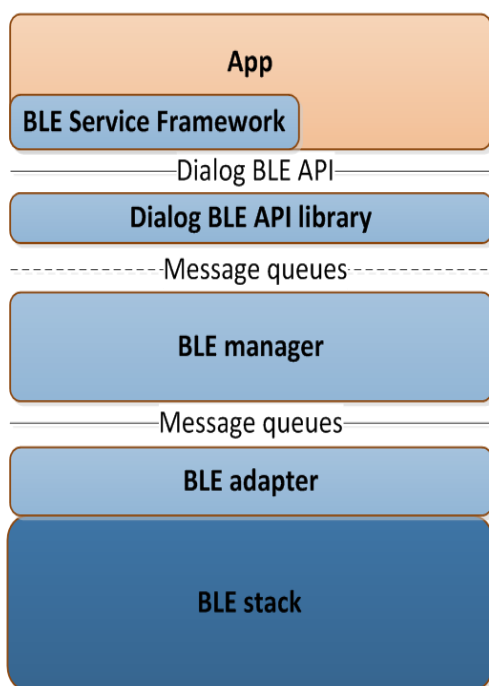 App
BLE Service Framework
Dialog BLE API
Dialog BLE API library
Message queues
BLE manager
Message queues
BLE adapter
BLE stack